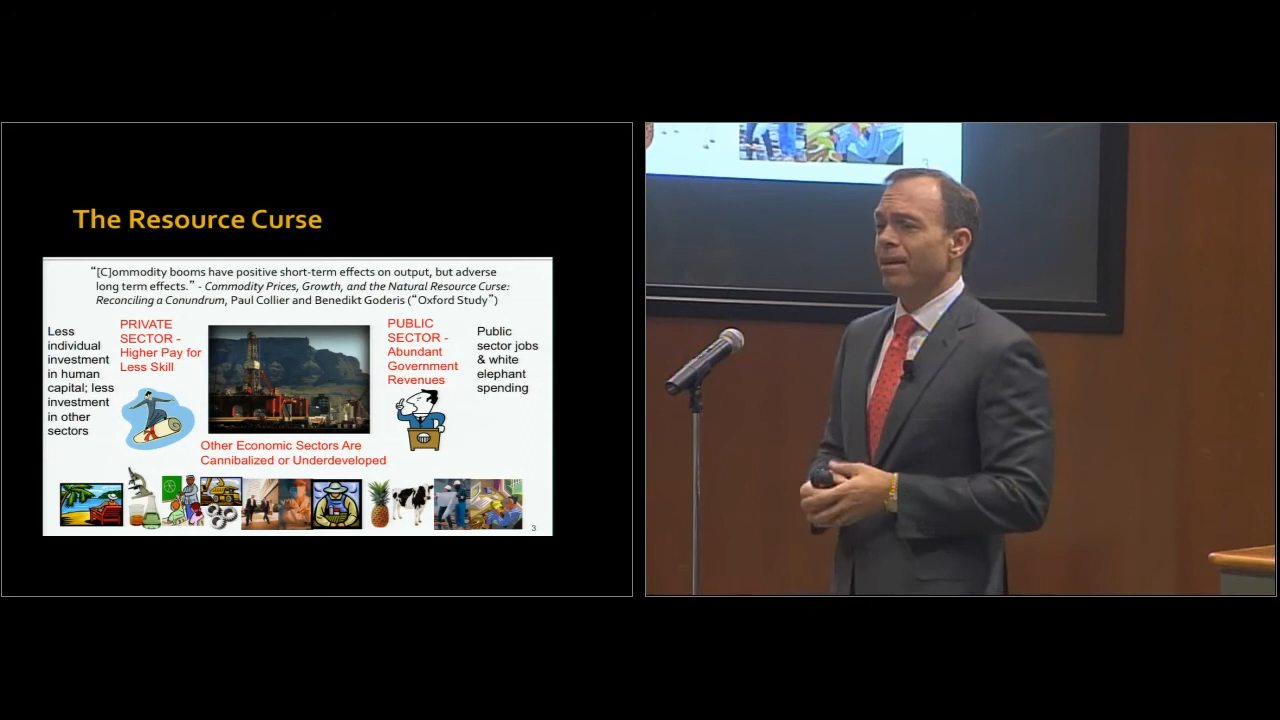 The Resource Curse
“[C]ommodity booms have positive short-term effects on output, but adverse
long term effects.” - Commodity Prices, Growth, and the Natural Resource Curse:
Reconciling a Conundrum, Paul Collier and Benedikt Goderis (“Oxford Study”)
Less
individual
investment
in human
capital; less
investment
in other
sectors
PRIVATE
SECTOR -
Higher Pay for
Less Skill
PUBLIC
SECTOR -
Abundant
Government
Revenues
Public
sector jobs
& white
elephant
spending
Other Economic Sectors Are
Cannibalized or Underdeveloped
3
3